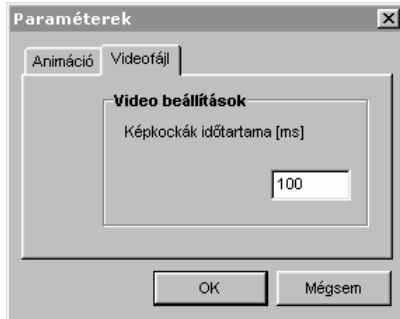 Paraméterek
Animáció Videofájl
Video beállítások
Képkockák időtartama [ms]
100
OK Mégsem